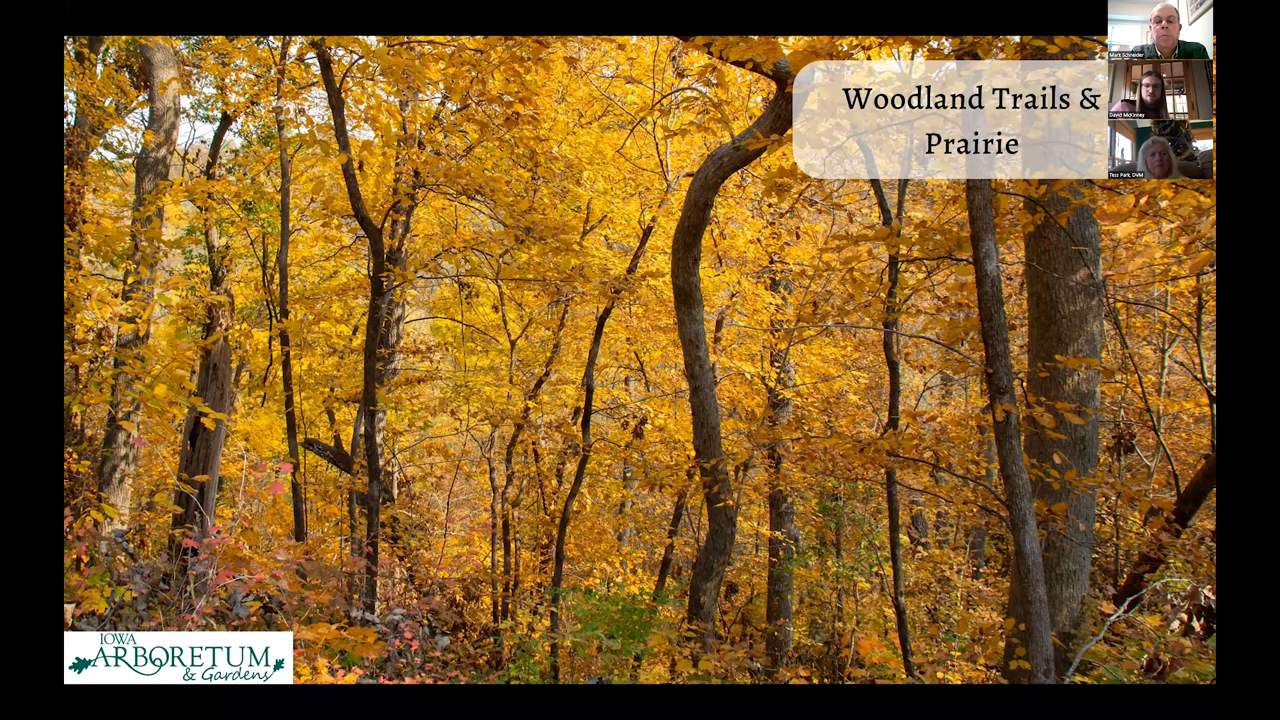 Woodland Trails &
Prairie
Mark Schneider
David McKinney
Tess Park, DVM
IOWA
ARBORETUM
& Gardens